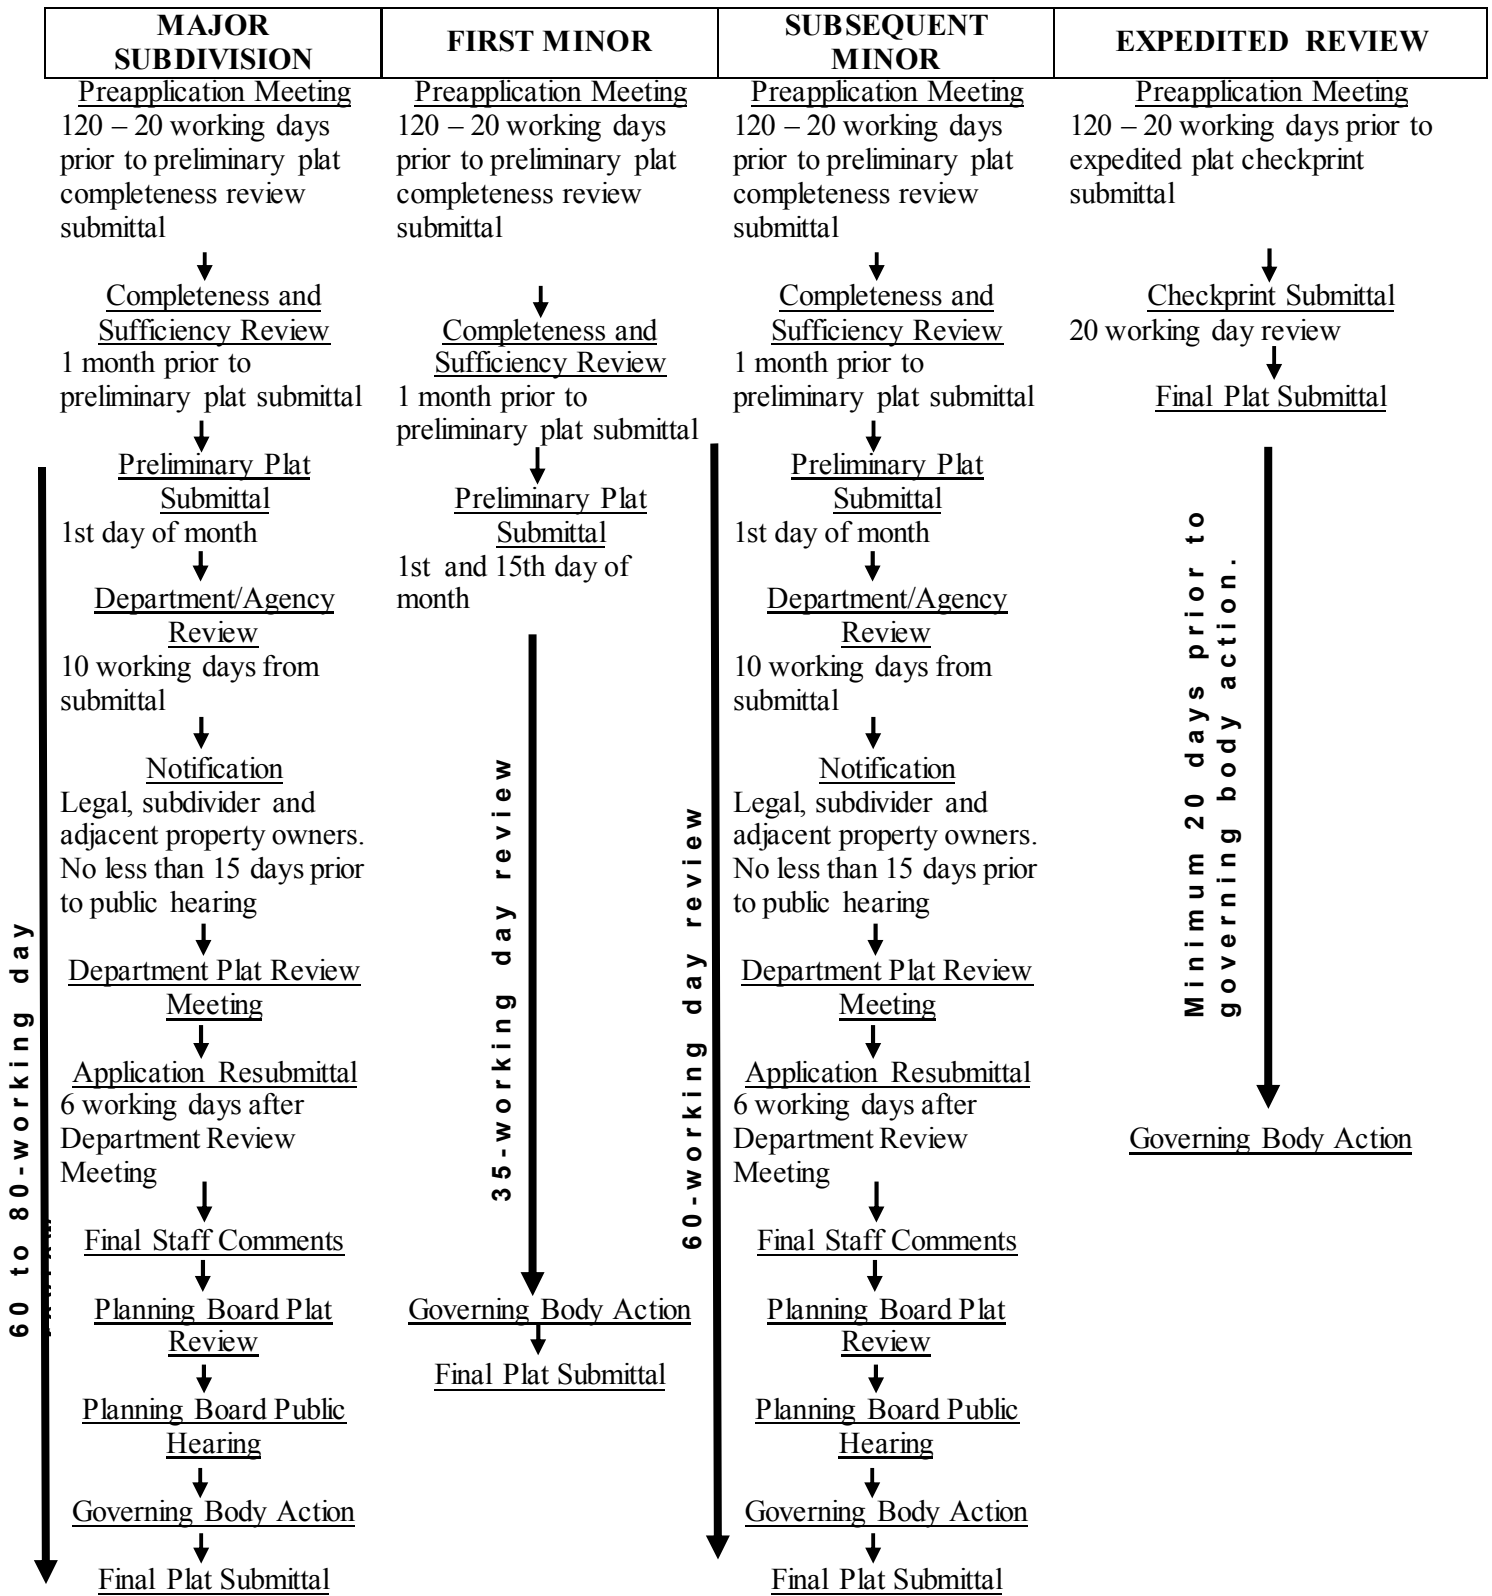 MAJOR
SUBDIVISION
Preapplication Meeting
120 – 20 working days
prior to preliminary plat
completeness review
submittal
Completeness and
Sufficiency Review
1 month prior to
preliminary plat submittal
Preliminary Plat
Submittal
1st day of month
Department/Agency
Review
10 working days from
submittal
Notification
Legal, subdivider and
adjacent property owners.
No less than 15 days prior
to public hearing
Department Plat Review
Meeting
Application Resubmittal
6 working days after
Department Review
Meeting
Final Staff Comments
Planning Board Plat
Review
Planning Board Public
Hearing
Governing Body Action
Final Plat Submittal
60 to 80-working day
FIRST MINOR
Preapplication Meeting
120 – 20 working days
prior to preliminary plat
completeness review
submittal
Completeness and
Sufficiency Review
1 month prior to
preliminary plat submittal
Preliminary Plat
Submittal
1st and 15th day of
month
35-working day review
Governing Body Action
Final Plat Submittal
SUBSEQUENT
MINOR
Preapplication Meeting
120 – 20 working days
prior to preliminary plat
completeness review
submittal
Completeness and
Sufficiency Review
1 month prior to
preliminary plat submittal
Preliminary Plat
Submittal
1st day of month
Department/Agency
Review
10 working days from
submittal
Notification
Legal, subdivider and
adjacent property owners.
No less than 15 days prior
to public hearing
Department Plat Review
Meeting
Application Resubmittal
6 working days after
Department Review
Meeting
Final Staff Comments
Planning Board Plat
Review
Planning Board Public
Hearing
Governing Body Action
Final Plat Submittal
60-working day review
EXPEDITED REVIEW
Preapplication Meeting
120 – 20 working days prior to
expedited plat checkprint
submittal
Checkprint Submittal
20 working day review
Final Plat Submittal
Minimum 20 days prior to
governing body action.
Governing Body Action